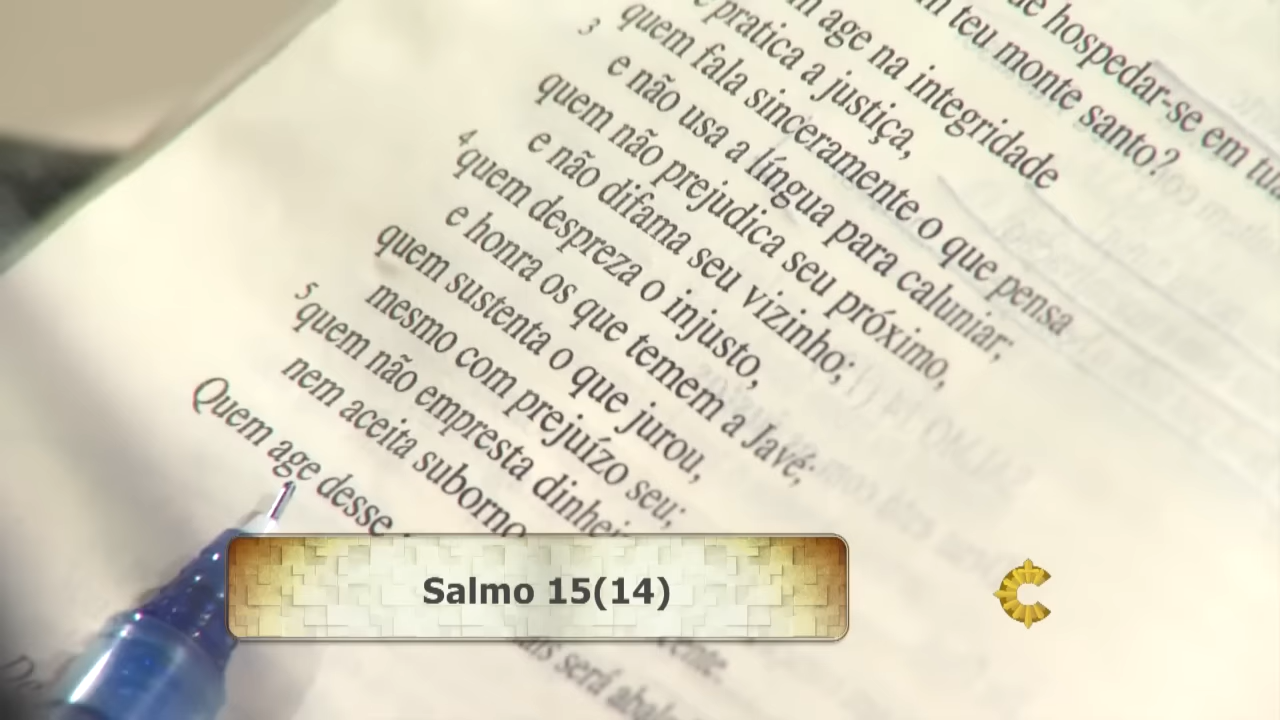 de hospedar-se em tua
teu monte santo?
age na integridade
e pratica a justiça,
3 quem fala sinceramente o que pensa
e não usa a língua para caluniar;
quem não prejudica seu próximo,
e não difama seu vizinho;
4 quem despreza o injusto,
e honra os que temem a Javé;
quem sustenta o que jurou,
mesmo com prejuízo seu;
5 quem não empresta
nem aceita suborno
Quem age desse
será
Salmo 15(14)